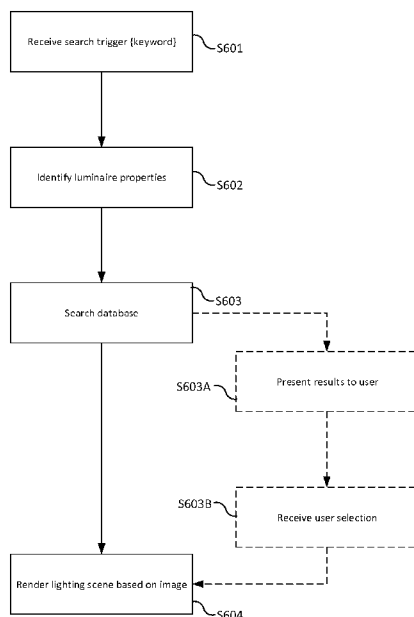 Receive search trigger {keyword}
S601
Identify luminaire properties
S602
S603
Search database
Present results to user
S603A
S603B
Receive user selection
Render lighting scene based on image
S604